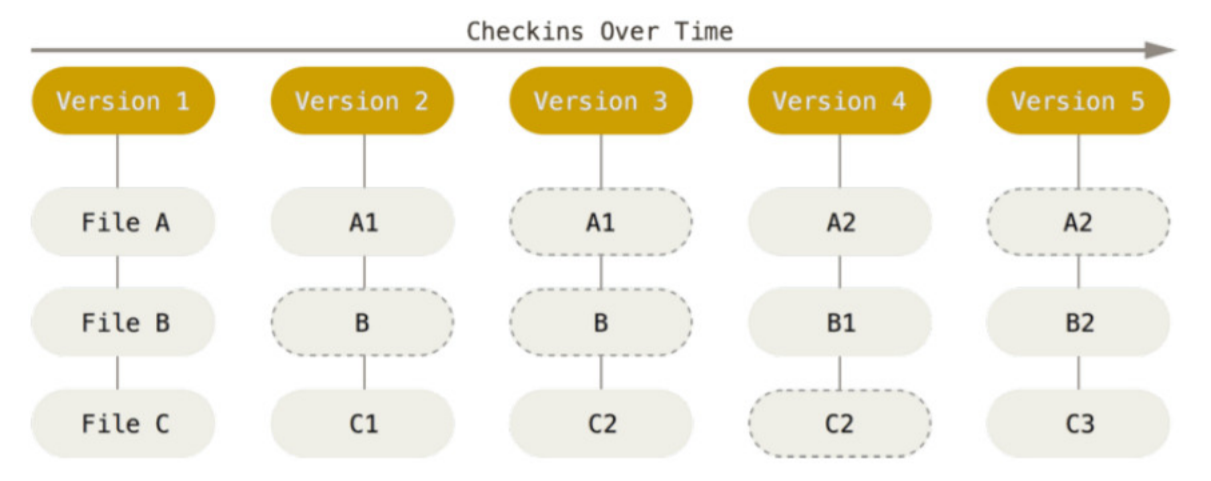 Checkins Over Time
Version 1 Version 2 Version 3 Version 4 Version 5
File A A1 A1 A2 A2
File B B B B1 B2
File C C1 C2 C2 C3